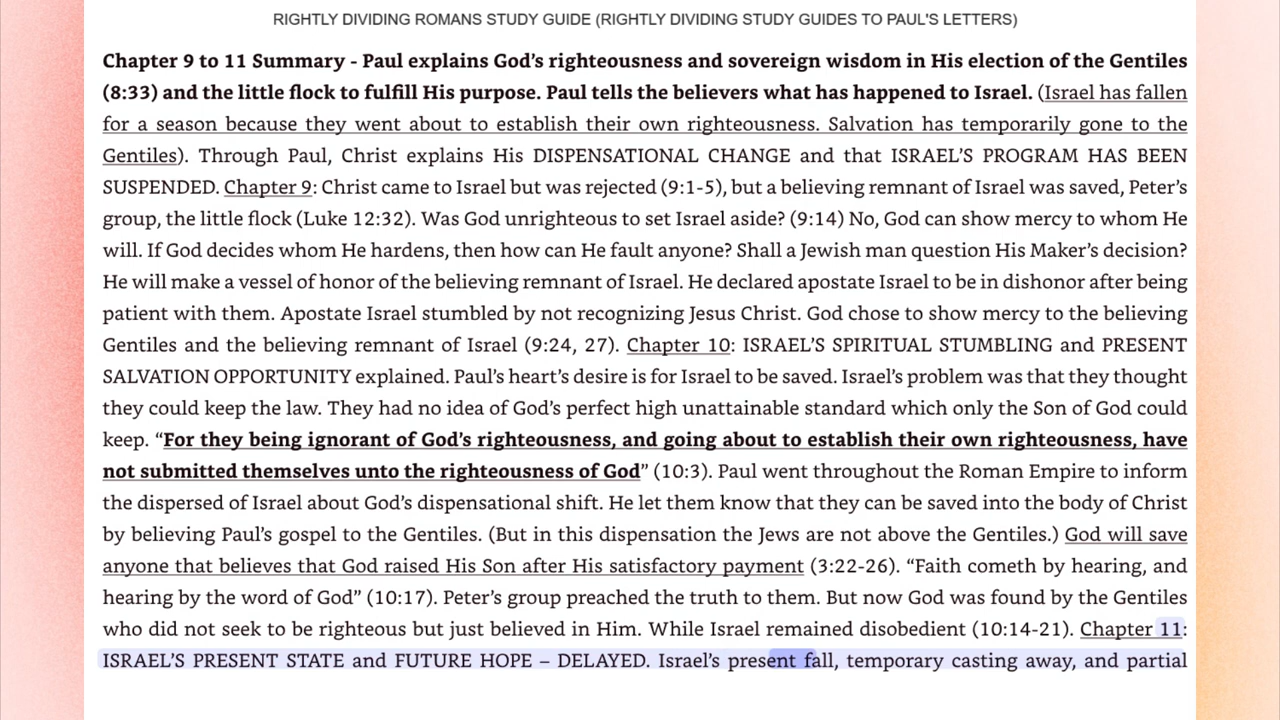 RIGHTLY DIVIDING ROMANS STUDY GUIDE (RIGHTLY DIVIDING STUDY GUIDES TO PAUL'S LETTERS)
Chapter 9 to 11 Summary - Paul explains God’s righteousness and sovereign wisdom in His election of the Gentiles
(8:33) and the little flock to fulfill His purpose. Paul tells the believers what has happened to Israel. (Israel has fallen
for a season because they went about to establish their own righteousness. Salvation has temporarily gone to the
Gentiles). Through Paul, Christ explains His DISPENSATIONAL CHANGE and that ISRAEL’S PROGRAM HAS BEEN
SUSPENDED. Chapter 9: Christ came to Israel but was rejected (9:1-5), but a believing remnant of Israel was saved, Peter’s
group, the little flock (Luke 12:32). Was God unrighteous to set Israel aside? (9:14) No, God can show mercy to whom He
will. If God decides whom He hardens, then how can He fault anyone? Shall a Jewish man question His Maker’s decision?
He will make a vessel of honor of the believing remnant of Israel. He declared apostate Israel to be in dishonor after being
patient with them. Apostate Israel stumbled by not recognizing Jesus Christ. God chose to show mercy to the believing
Gentiles and the believing remnant of Israel (9:24, 27). Chapter 10: ISRAEL’S SPIRITUAL STUMBLING and PRESENT
SALVATION OPPORTUNITY explained. Paul’s heart’s desire is for Israel to be saved. Israel’s problem was that they thought
they could keep the law. They had no idea of God’s perfect high unattainable standard which only the Son of God could
keep. “For they being ignorant of God’s righteousness, and going about to establish their own righteousness, have
not submitted themselves unto the righteousness of God” (10:3). Paul went throughout the Roman Empire to inform
the dispersed of Israel about God’s dispensational shift. He let them know that they can be saved into the body of Christ
by believing Paul’s gospel to the Gentiles. (But in this dispensation the Jews are not above the Gentiles.) God will save
anyone that believes that God raised His Son after His satisfactory payment (3:22-26). “Faith cometh by hearing, and
hearing by the word of God” (10:17). Peter’s group preached the truth to them. But now God was found by the Gentiles
who did not seek to be righteous but just believed in Him. While Israel remained disobedient (10:14-21). Chapter 11:
ISRAEL’S PRESENT STATE and FUTURE HOPE – DELAYED. Israel’s present fall, temporary casting away, and partial